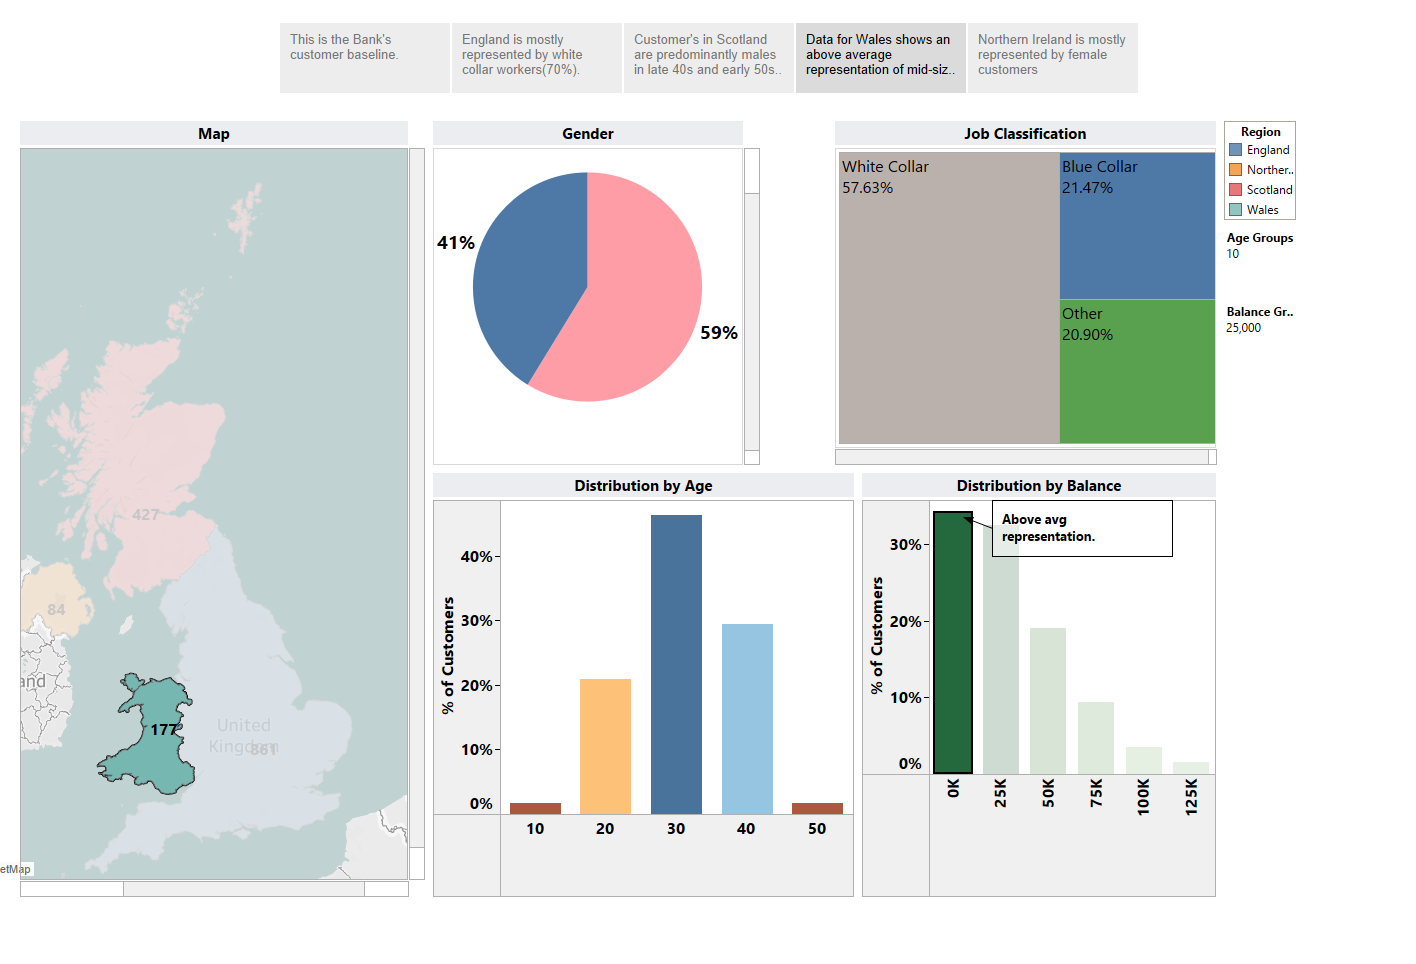 This is the Bank's
customer baseline.
England is mostly
represented by white
collar workers(70%).
Customer's in Scotland
are predominantly males
in late 40s and early 50s..
Data for Wales shows an
above average
representation of mid-siz..
Northern Ireland is mostly
represented by female
customers
Map
427
84
and
177
United
Kingdom
861
etMap
Gender
41%
59%
Job Classification
White Collar
57.63%
Blue Collar
21.47%
Other
20.90%
Region
England
Norther..
Scotland
Wales
Age Groups
10
Balance Gr..
25,000
Distribution by Age
% of Customers
40%
30%
20%
10%
0%
10 20 30 40 50
Distribution by Balance
Above avg
representation.
% of Customers
30%
20%
10%
0%
0K 25K 50K 75K 100K 125K